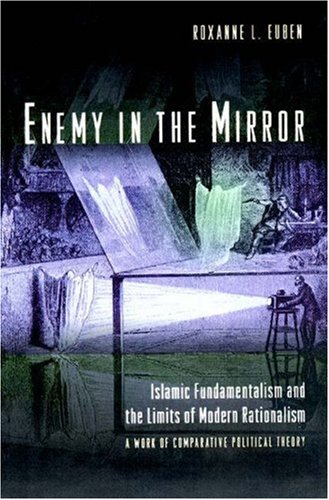 ROXANNE L. EUBEN
ENEMY IN THE MIRROR
Islamic Fundamentalism and
the Limits of Modern Rationalism
A WORK OF COMPARATIVE POLITICAL THEORY